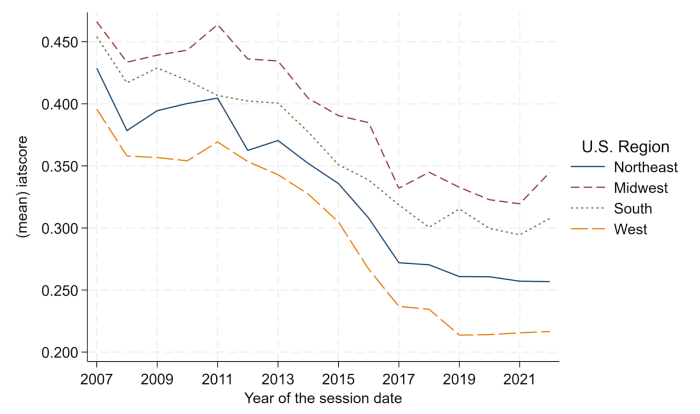 0.450
0.400
0.350
0.300
0.250
0.200
(mean) iatscore
2007 2009 2011 2013 2015 2017 2019 2021
Year of the session date
U.S. Region
Northeast
Midwest
South
West